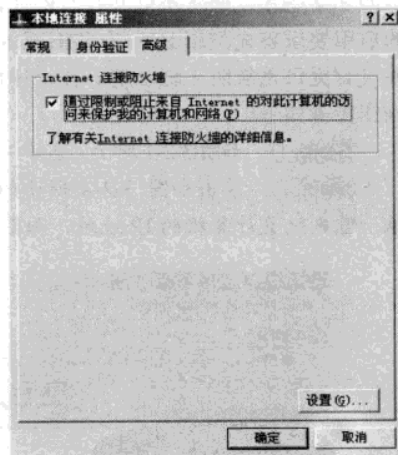 本地连接 属性
常规 身份验证 高级
Internet 连接防火墙
通过限制或阻止来自 Internet 的对此计算机的访
问来保护我的计算机和网络(P)
了解有关Internet 连接防火墙的详细信息。
设置(G)...
确定 取消